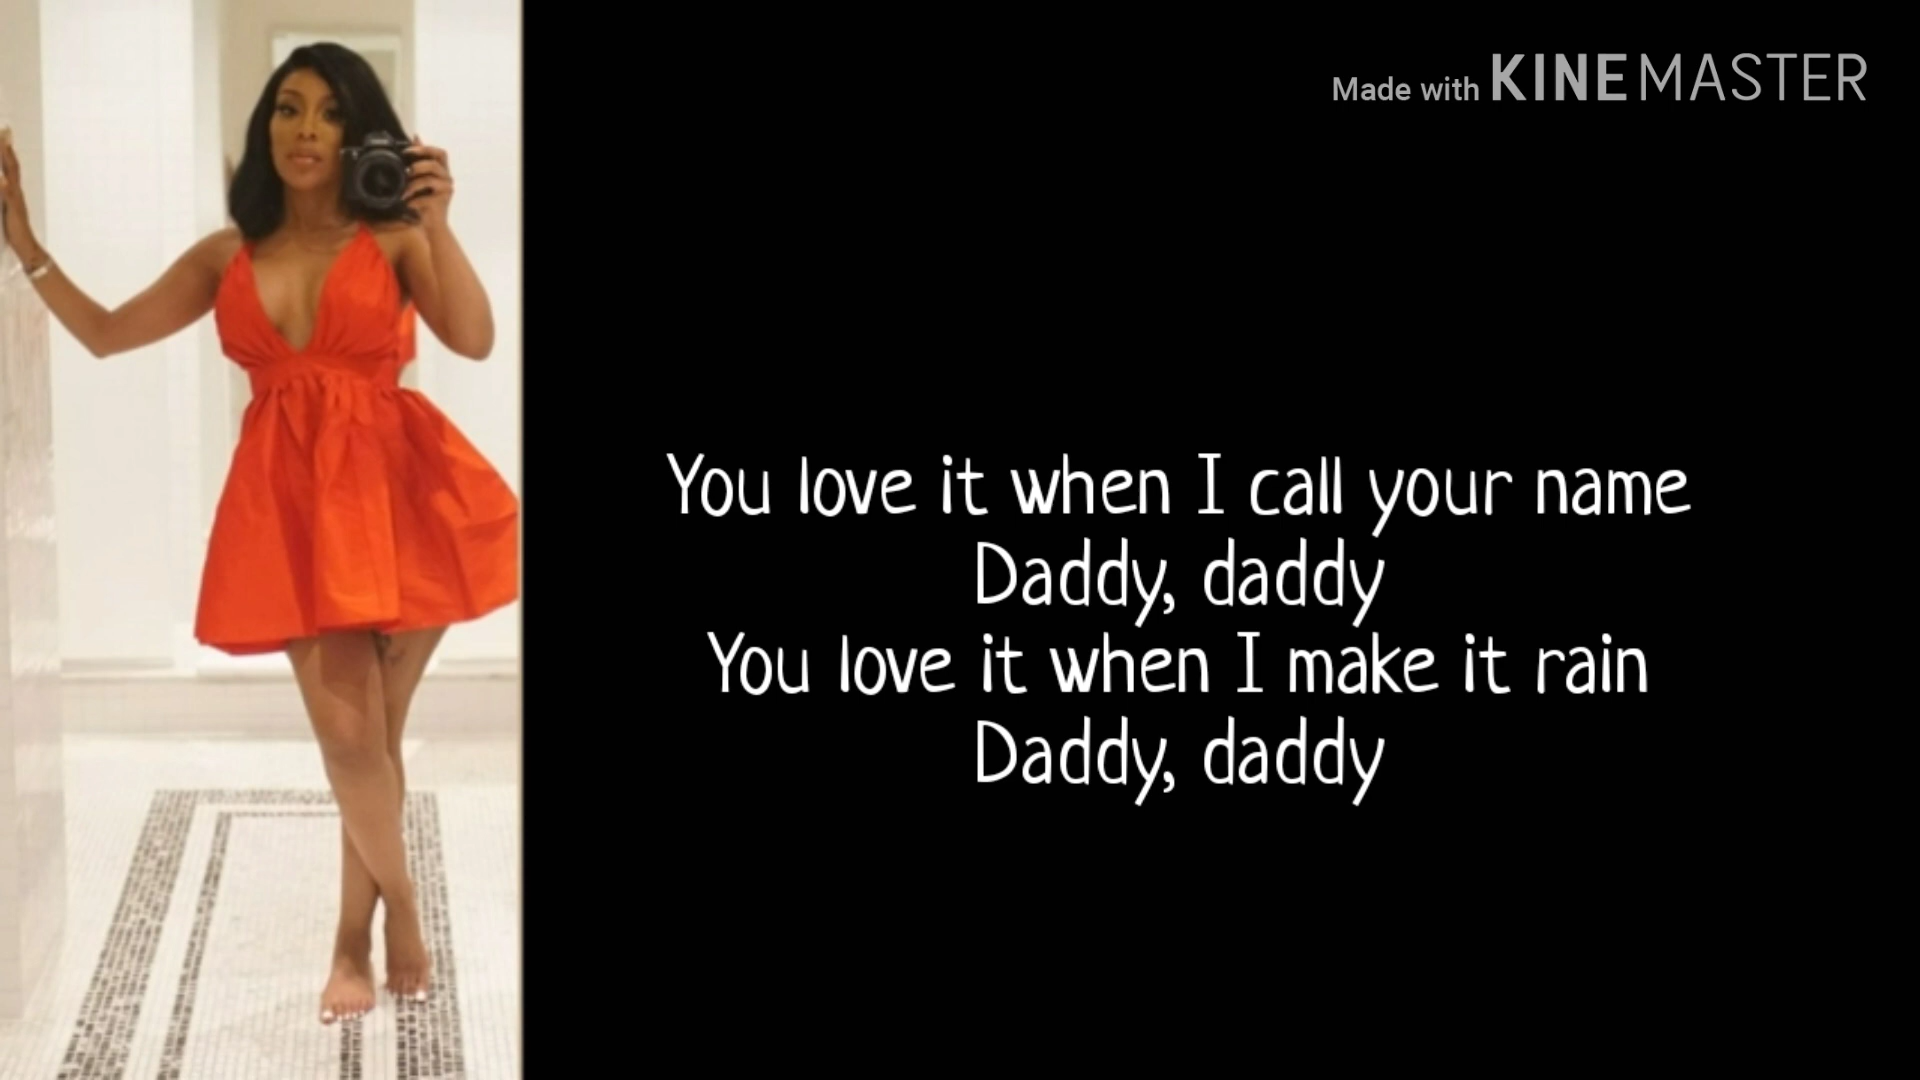 Made with KINEMASTER
You love it when I call your name
Daddy, daddy
You love it when I make it rain
Daddy, daddy